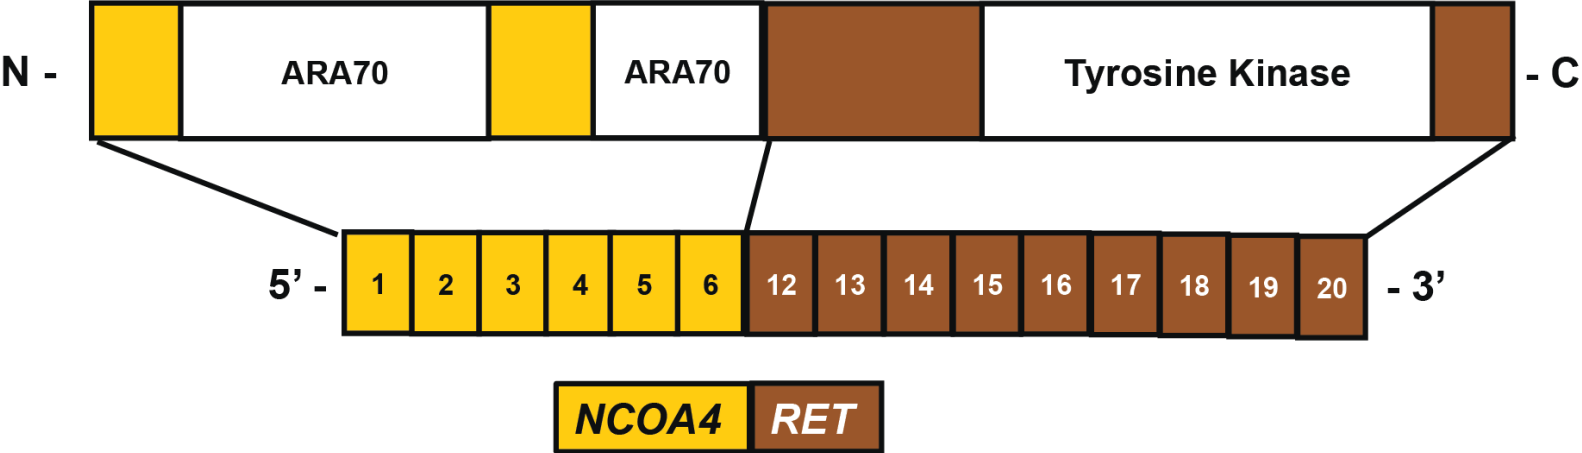 N - ARA70 ARA70 Tyrosine Kinase - C
5’ - 1 2 3 4 5 6 12 13 14 15 16 17 18 19 20 - 3’
NCOA4 RET